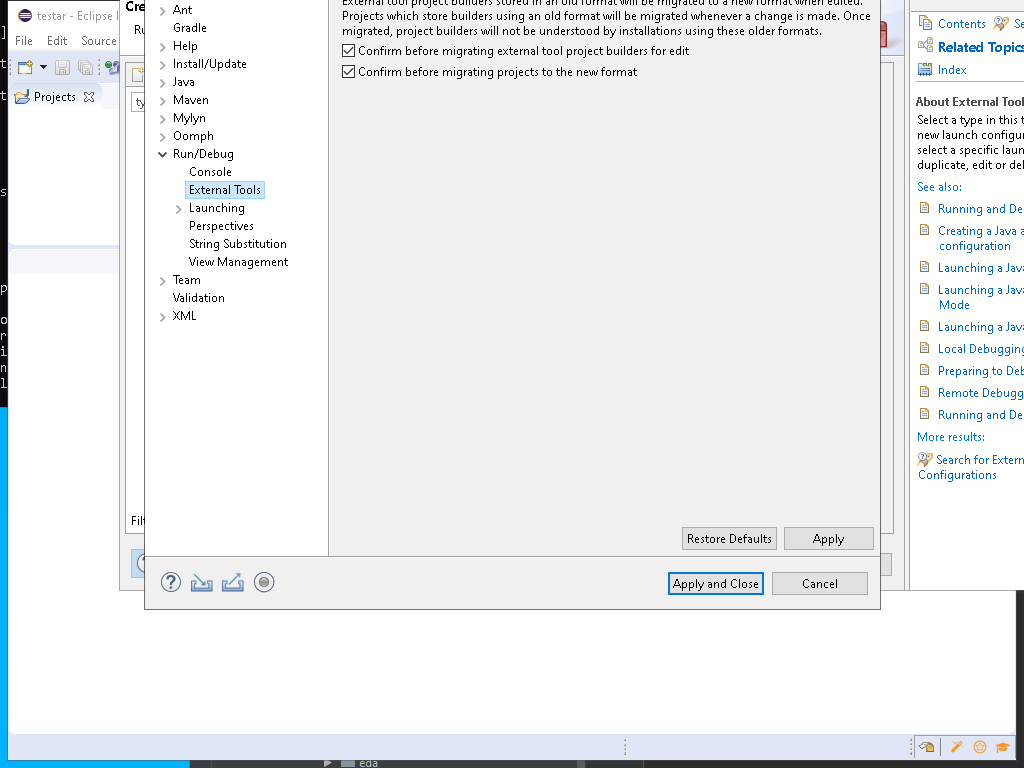 testar - Eclipse I
File
Edit
Source
Projects
Cre
Ru
ty
Filt
Ant
Gradle
Help
Install/Update
Java
Maven
Mylyn
Oomph
Run/Debug
Console
External Tools
Launching
Perspectives
String Substitution
View Management
Team
Validation
XML
External tool project builders stored in an old format will be migrated to a new format when edited.
Projects which store builders using an old format will be migrated whenever a change is made. Once
migrated, project builders will not be understood by installations using these older formats.
Confirm before migrating external tool project builders for edit
Confirm before migrating projects to the new format
Restore Defaults
Apply
Apply and Close
Cancel
Contents
Se
Related Topics
Index
About External Tool
Select a type in this t
new launch configu
select a specific laun
duplicate, edit or del
See also:
Running and De
Creating a Java a
configuration
Launching a Java
Launching a Java
Mode
Launching a Java
Local Debugging
Preparing to Deb
Remote Debugg
Running and De
More results:
Search for Extern
Configurations
eda